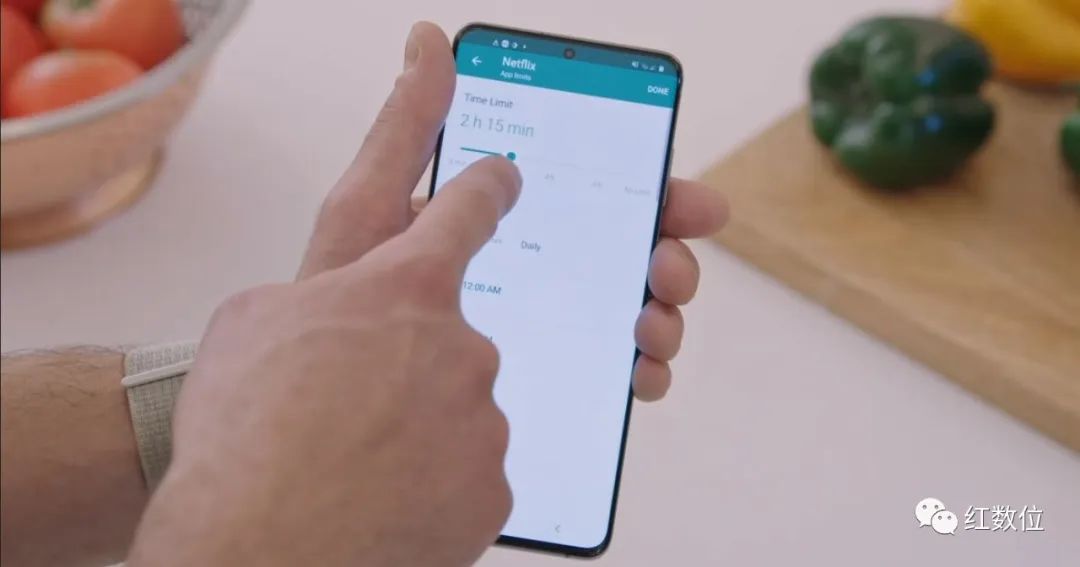 Netflix
App limits
DONE
Time Limit
2 h 15 min
Daily
12:00 AM
红数位